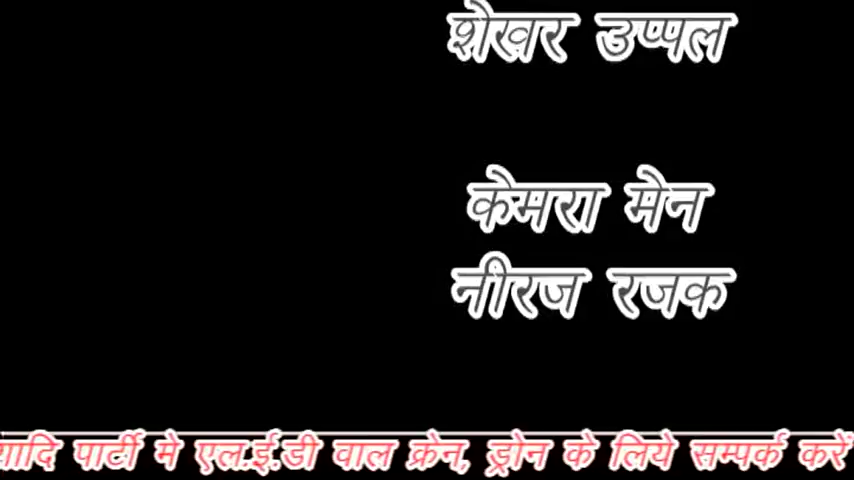 शेखर उप्पल
केमरा मेन
नीरज रजक
पार्टी मे एल.ई.डी वाल क्रेन, ड्रोन के लिये सम्पर्क करें